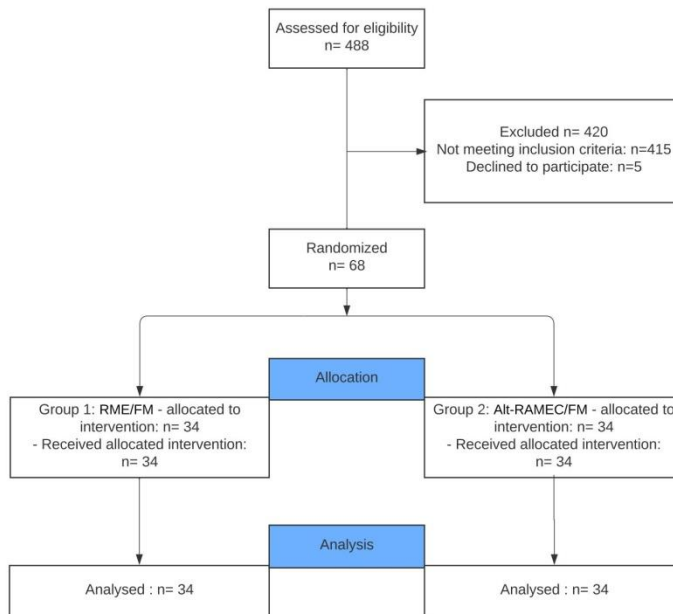 Assessed for eligibility
n= 488
Excluded n= 420
Not meeting inclusion criteria: n=415
Declined to participate: n=5
Randomized
n= 68
Allocation
Group 1: RME/FM - allocated to
intervention: n= 34
- Received allocated intervention:
n= 34
Group 2: Alt-RAMEC/FM - allocated to
intervention: n= 34
- Received allocated intervention:
n= 34
Analysis
Analysed : n= 34
Analysed : n= 34